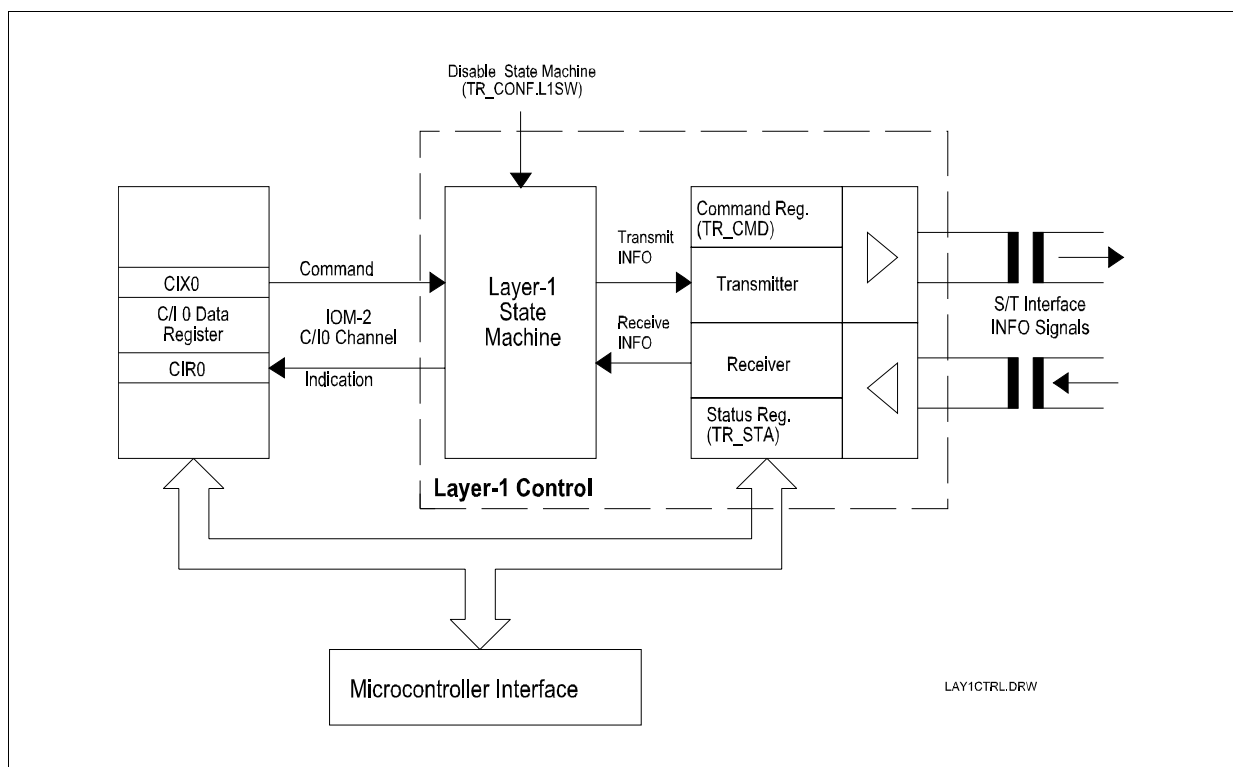 Disable State Machine
(TR_CONF.L1SW)
CIX0
C/I 0 Data
Register
CIR0
Command
IOM-2
C/I0 Channel
Indication
Layer-1
State
Machine
Transmit
INFO
Receive
INFO
Command Reg.
(TR_CMD)
Transmitter
Receiver
Status Reg.
(TR_STA)
S/T Interface
INFO Signals
Layer-1 Control
Microcontroller Interface
LAY1CTRL.DRW